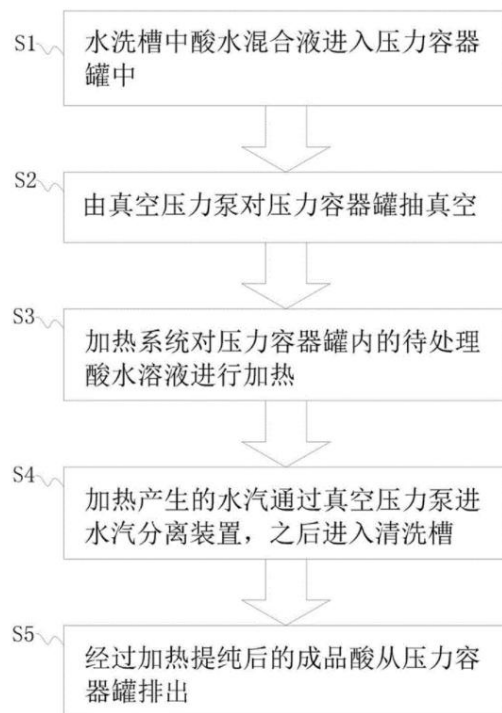 S1
水洗槽中酸水混合液进入压力容器
罐中
S2
由真空压力泵对压力容器罐抽真空
S3
加热系统对压力容器罐内的待处理
酸水溶液进行加热
S4
加热产生的水汽通过真空压力泵进
水汽分离装置，之后进入清洗槽
S5
经过加热提纯后的成品酸从压力容
器罐排出